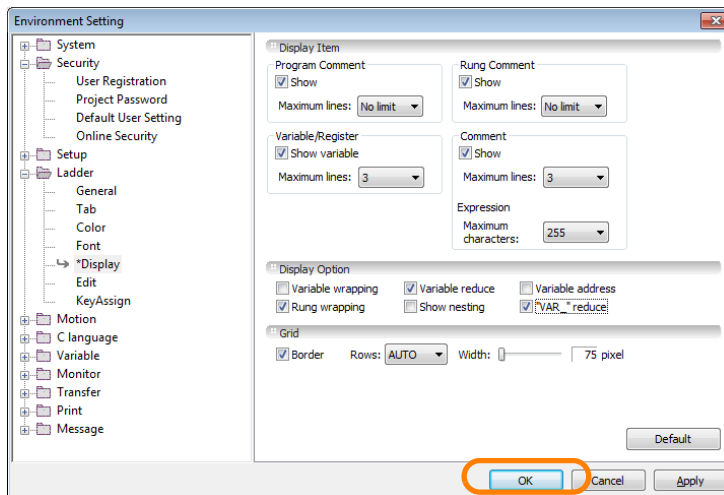 Environment Setting
System
Security
User Registration
Project Password
Default User Setting
Online Security
Setup
Ladder
General
Tab
Color
Font
*Display
Edit
KeyAssign
Motion
C language
Variable
Monitor
Transfer
Print
Message
Display Item
Program Comment
Show
Maximum lines: No limit
Rung Comment
Show
Maximum lines: No limit
Variable/Register
Show variable
Maximum lines: 3
Comment
Show
Maximum lines: 3
Expression
Maximum
characters: 255
Display Option
Variable wrapping Variable reduce Variable address
Rung wrapping Show nesting "VAR_" reduce
Grid
Border Rows: AUTO Width: 75 pixel
Default
OK Cancel Apply